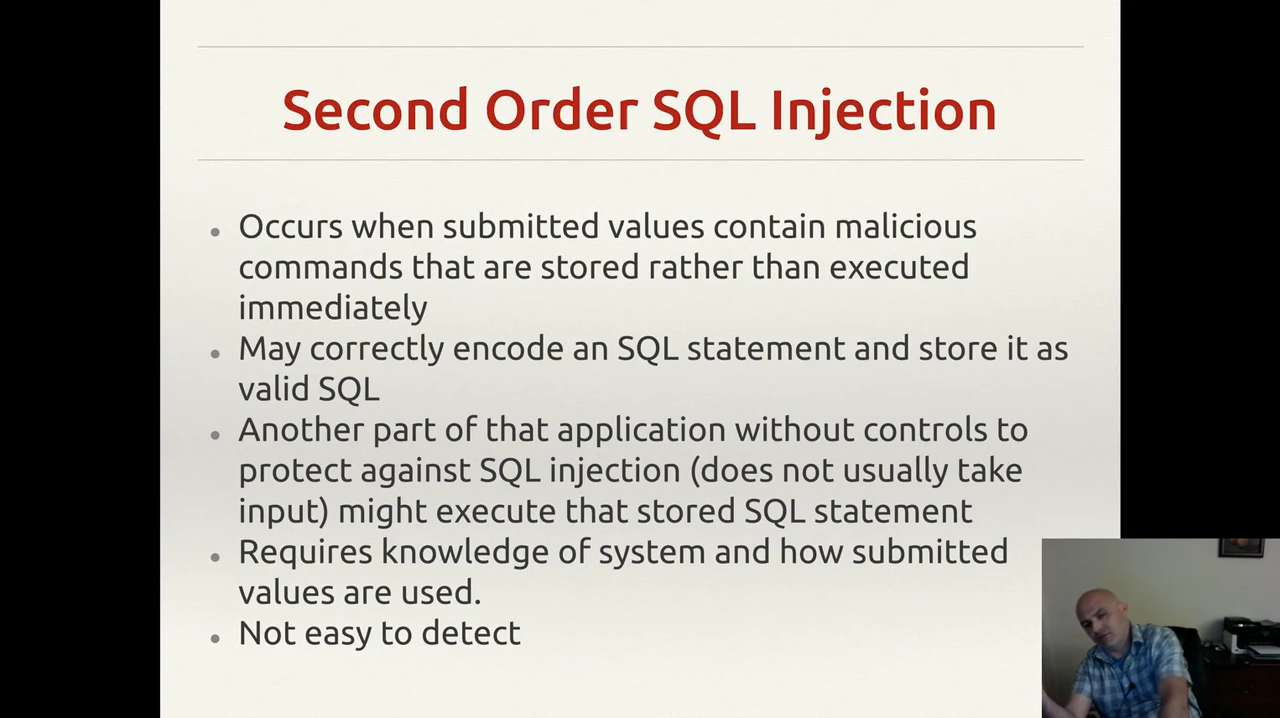 Second Order SQL Injection
• Occurs when submitted values contain malicious
commands that are stored rather than executed
immediately
• May correctly encode an SQL statement and store it as
valid SQL
• Another part of that application without controls to
protect against SQL injection (does not usually take
input) might execute that stored SQL statement
• Requires knowledge of system and how submitted
values are used.
• Not easy to detect